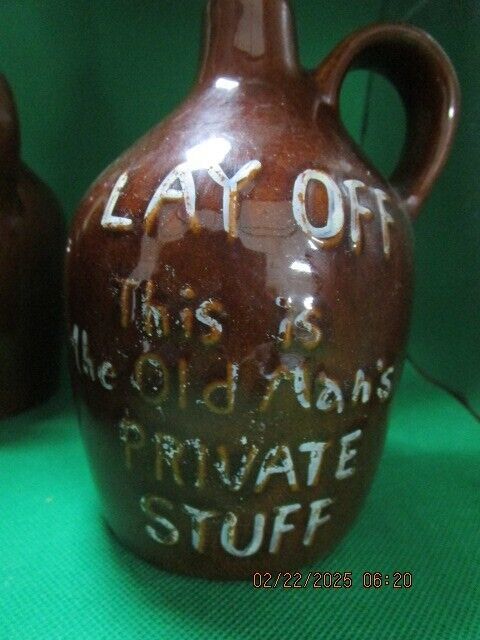 LAY OFF
This is
the Old Man's
PRIVATE
STUFF
02/22/2025 06:20